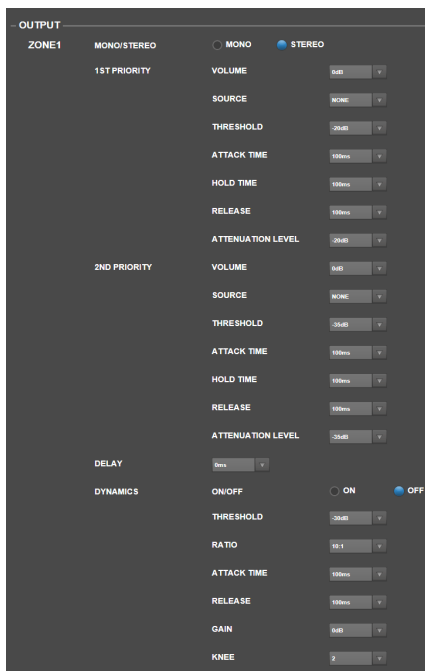 OUTPUT
ZONE1 MONO/STEREO MONO STEREO
1ST PRIORITY VOLUME 0dB
SOURCE NONE
THRESHOLD -20dB
ATTACK TIME 100ms
HOLD TIME 100ms
RELEASE 100ms
ATTENUATION LEVEL -20dB
2ND PRIORITY VOLUME 0dB
SOURCE NONE
THRESHOLD -35dB
ATTACK TIME 100ms
HOLD TIME 100ms
RELEASE 100ms
ATTENUATION LEVEL -35dB
DELAY 0ms
DYNAMICS ON/OFF ON OFF
THRESHOLD -30dB
RATIO 10:1
ATTACK TIME 100ms
RELEASE 100ms
GAIN 0dB
KNEE 2